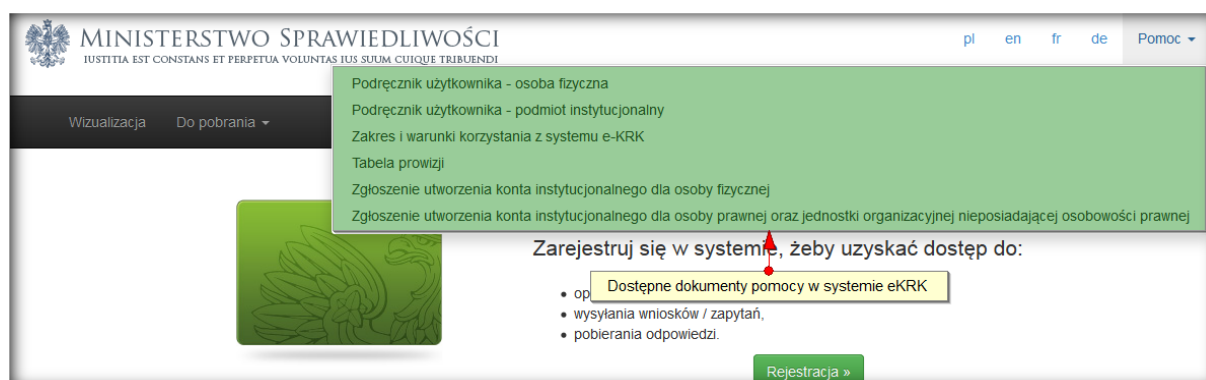 MINISTERSTWO SPRAWIEDLIWOŚCI
IUSTITIA EST CONSTANS ET PERPETUA VOLUNTAS IUS SUUM CUIQUE TRIBUENDI
pl en fr de Pomoc
Podręcznik użytkownika - osoba fizyczna
Podręcznik użytkownika - podmiot instytucjonalny
Zakres i warunki korzystania z systemu e-KRK
Tabela prowizji
Zgłoszenie utworzenia konta instytucjonalnego dla osoby fizycznej
Zgłoszenie utworzenia konta instytucjonalnego dla osoby prawnej oraz jednostki organizacyjnej nieposiadającej osobowości prawnej
Wizualizacja Do pobrania
Zarejestruj się w systemie, żeby uzyskać dostęp do:
Dostępne dokumenty pomocy w systemie eKRK
• wysyłania wniosków / zapytań,
• pobierania odpowiedzi.
Rejestracja »